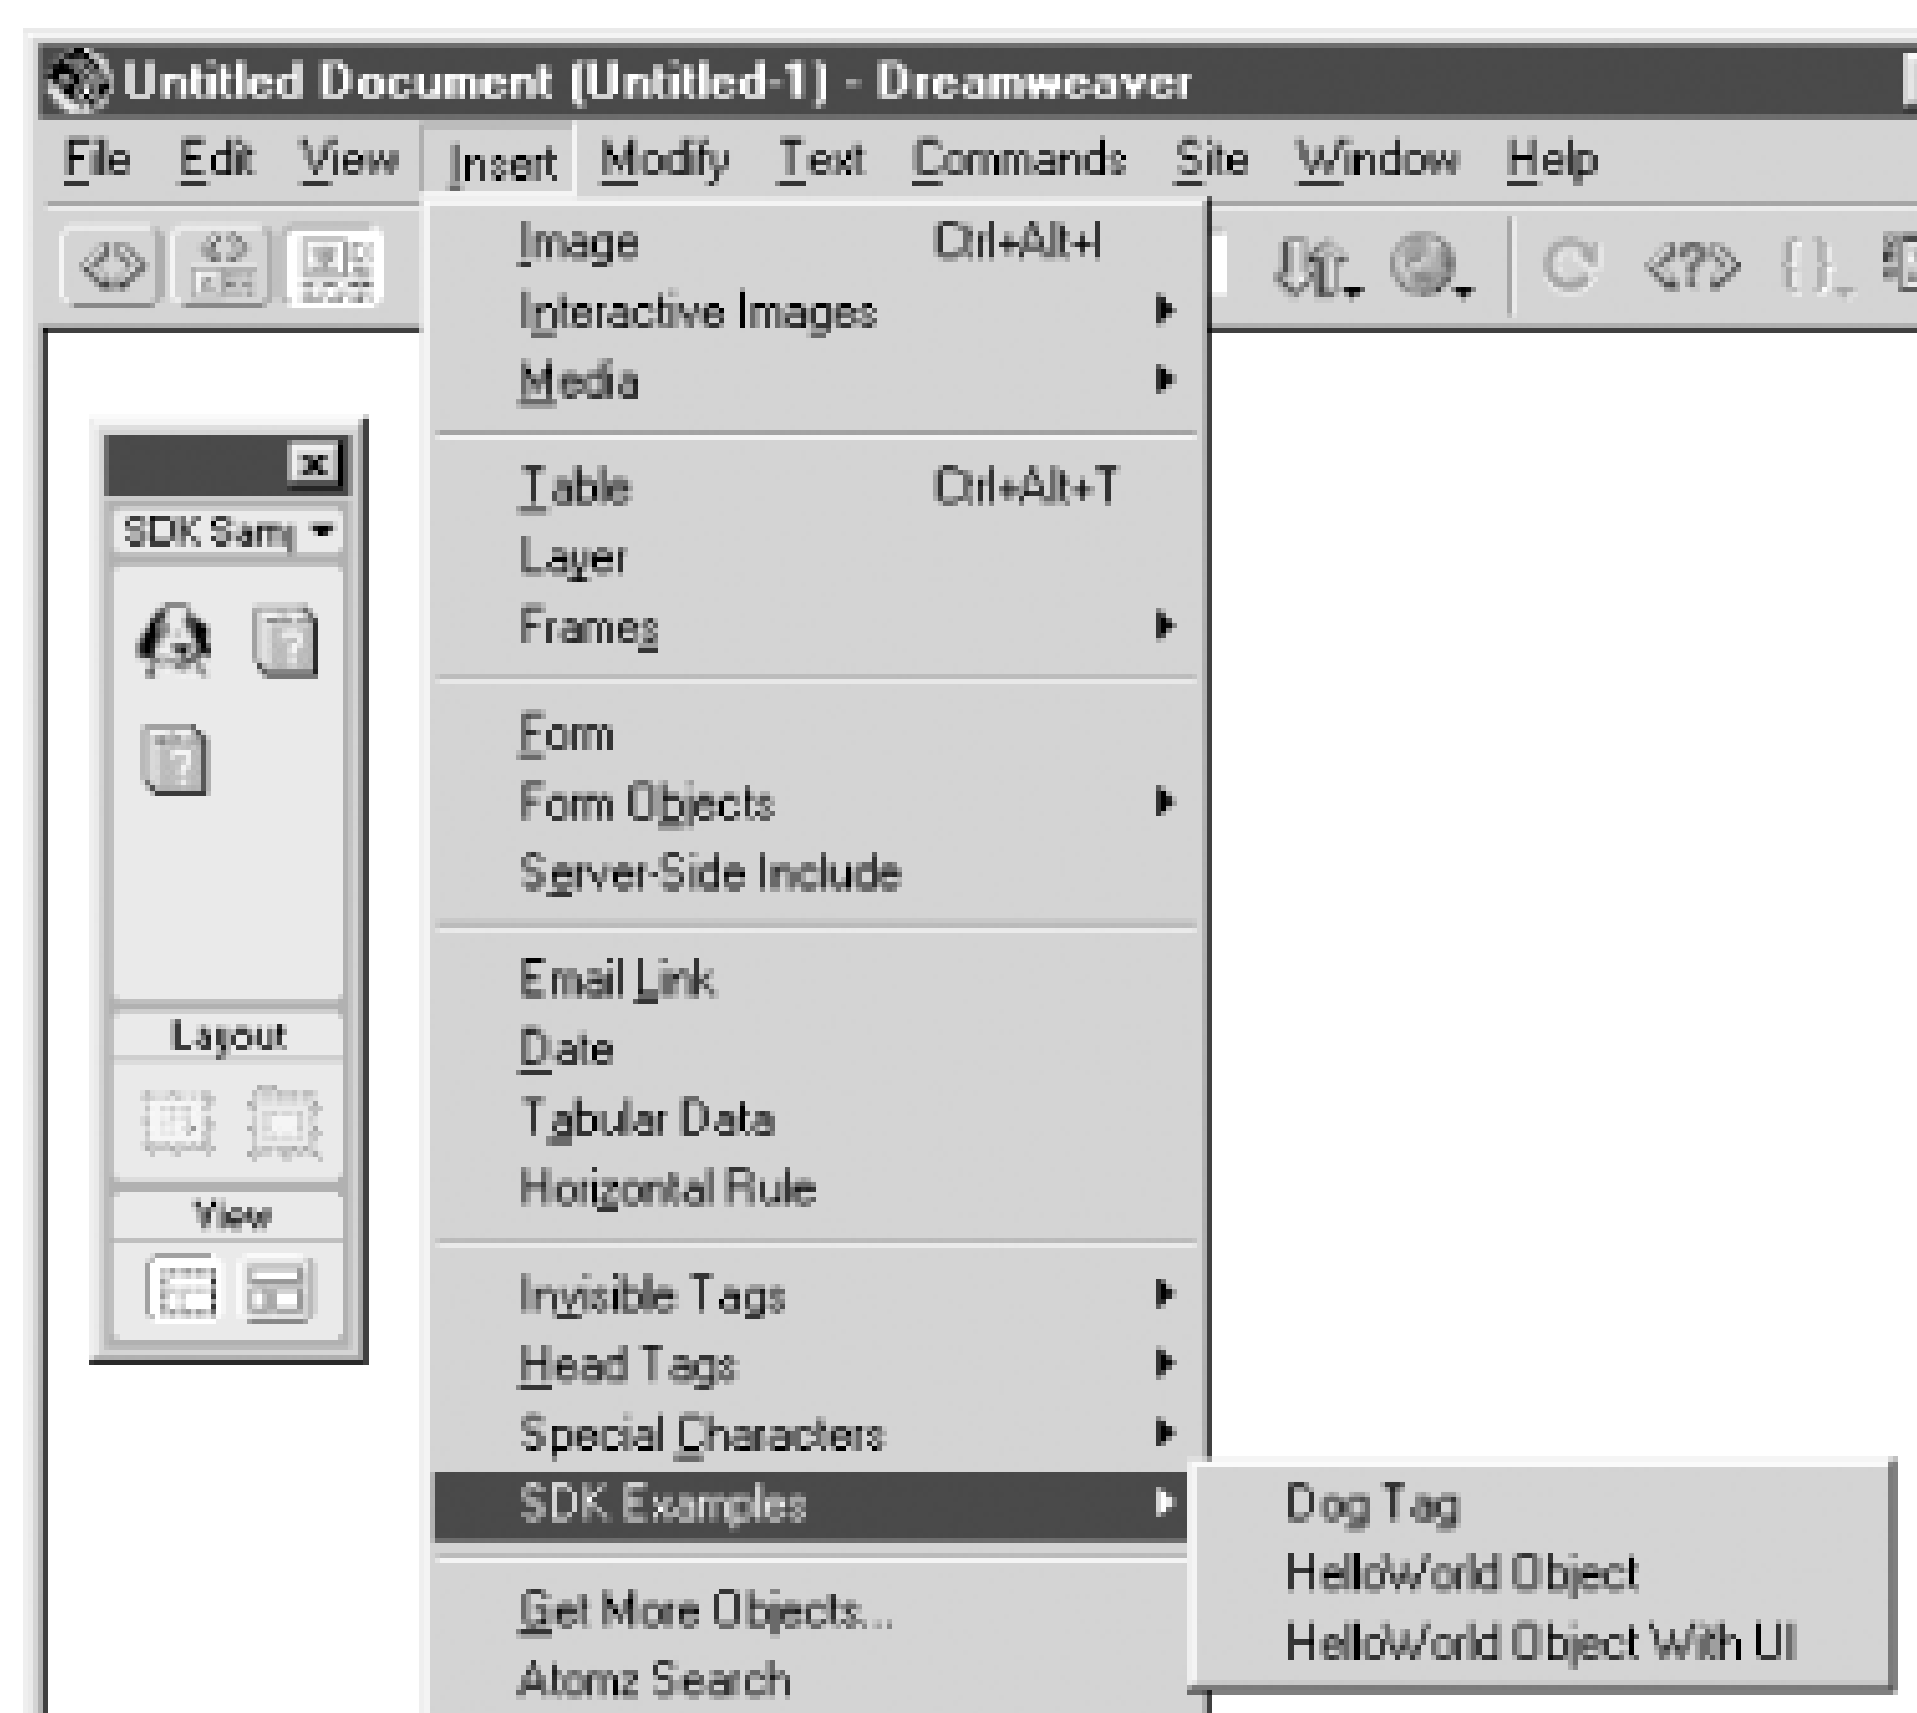 Untitled Document (Untitled-1) - Dreamweaver
File Edit View Insert Modify Text Commands Site Window Help
Image Ctrl+Alt+I
Interactive Images
Media
Table Ctrl+Alt+T
Layer
Frames
Form
Form Objects
Server-Side Include
Email Link
Date
Tabular Data
Horizontal Rule
Invisible Tags
Head Tags
Special Characters
SDK Examples
Get More Objects...
Atomz Search
Dog Tag
HelloWorld Object
HelloWorld Object With UI
SDK Samp
Layout
View